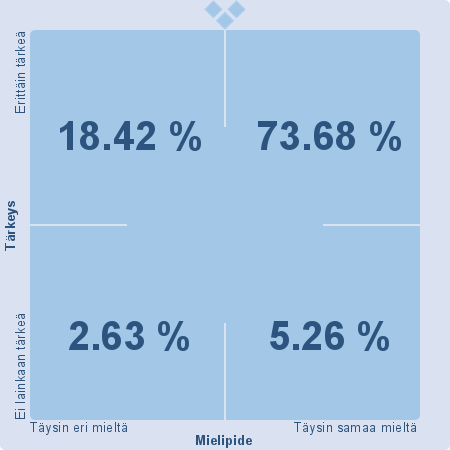 Erittäin tärkeä
18.42 %
73.68 %
Tärkeys
2.63 %
5.26 %
Ei lainkaan tärkeä
Täysin eri mieltä
Täysin samaa mieltä
Mielipide